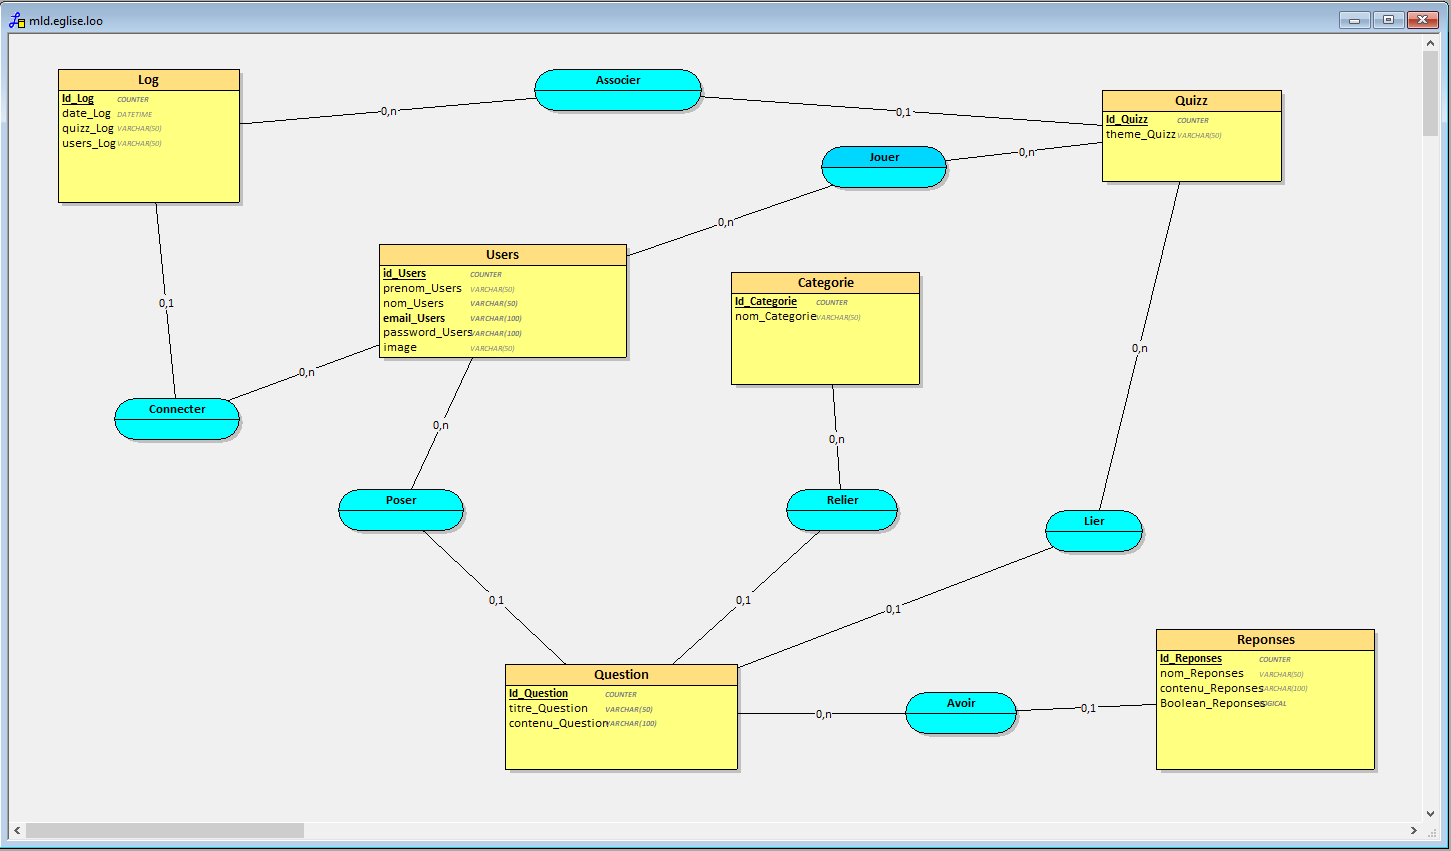 mld.eglise.loo
Log
Id_Log COUNTER
date_Log DATETIME
quizz_Log VARCHAR(50)
users_Log VARCHAR(50)
Associer
0,n
0,1
Quizz
Id_Quizz COUNTER
theme_Quizz VARCHAR(50)
Jouer
0,n
0,n
Users
id_Users COUNTER
prenom_Users VARCHAR(50)
nom_Users VARCHAR(50)
email_Users VARCHAR(100)
password_Users VARCHAR(100)
image VARCHAR(50)
Categorie
Id_Categorie COUNTER
nom_Categorie VARCHAR(50)
0,1
0,n
0,n
Connecter
0,n
0,n
Poser
Relier
Lier
0,1
0,1
0,1
Question
Id_Question COUNTER
titre_Question VARCHAR(50)
contenu_Question VARCHAR(100)
Reponses
Id_Reponses COUNTER
nom_Reponses VARCHAR(50)
contenu_Reponses VARCHAR(100)
Boolean_Reponses LOGICAL
0,n
Avoir
0,1